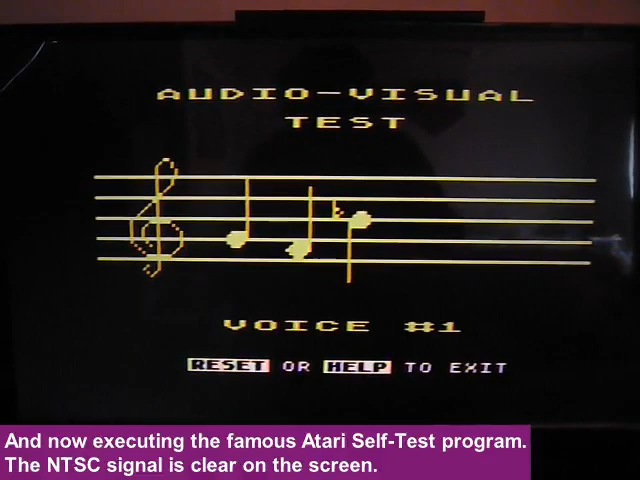 AUDIO-VISUAL
TEST
VOICE #1
RESET OR HELP TO EXIT
And now executing the famous Atari Self-Test program.
The NTSC signal is clear on the screen.